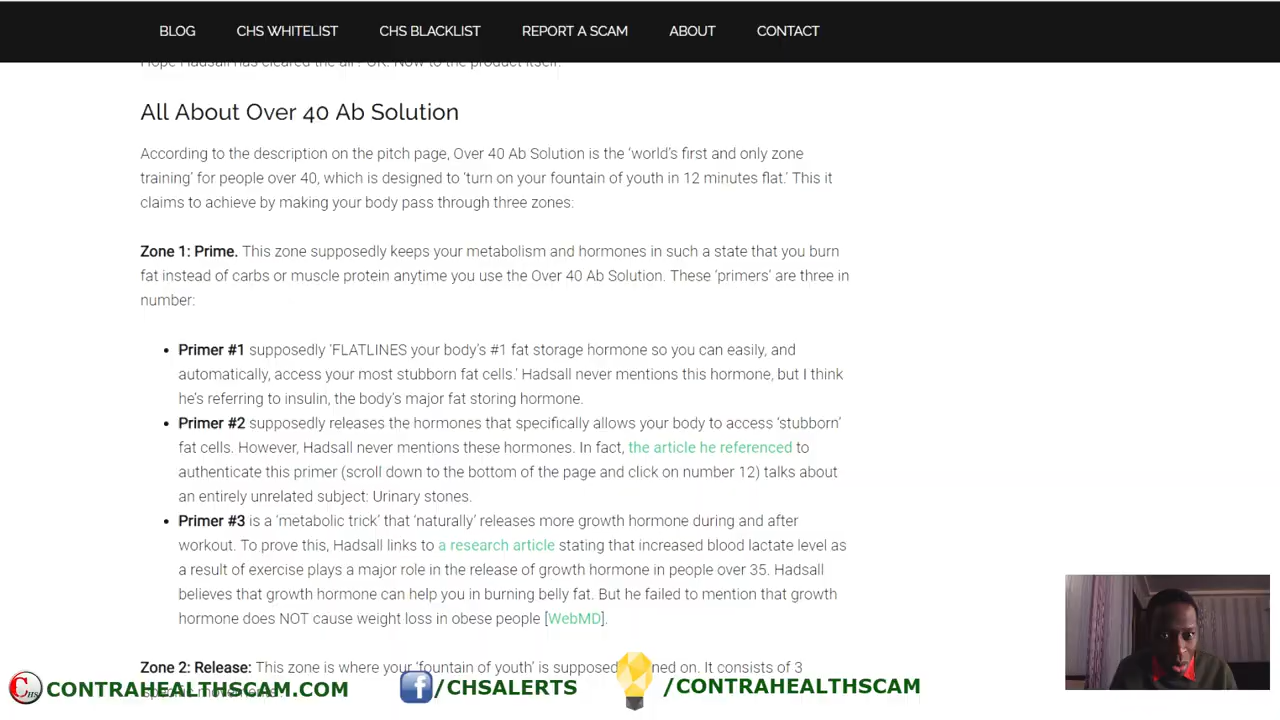 BLOG CHS WHITELIST CHS BLACKLIST REPORT A SCAM ABOUT CONTACT
Hope Hadsall has cleared the air? OK. Now to the product itself.
All About Over 40 Ab Solution
According to the description on the pitch page, Over 40 Ab Solution is the ‘world’s first and only zone
training’ for people over 40, which is designed to ‘turn on your fountain of youth in 12 minutes flat.’ This it
claims to achieve by making your body pass through three zones:
Zone 1: Prime. This zone supposedly keeps your metabolism and hormones in such a state that you burn
fat instead of carbs or muscle protein anytime you use the Over 40 Ab Solution. These ‘primers’ are three in
number:
• Primer #1 supposedly ‘FLATLINES your body’s #1 fat storage hormone so you can easily, and
automatically, access your most stubborn fat cells.’ Hadsall never mentions this hormone, but I think
he’s referring to insulin, the body’s major fat storing hormone.
• Primer #2 supposedly releases the hormones that specifically allows your body to access ‘stubborn’
fat cells. However, Hadsall never mentions these hormones. In fact, the article he referenced to
authenticate this primer (scroll down to the bottom of the page and click on number 12) talks about
an entirely unrelated subject: Urinary stones.
• Primer #3 is a ‘metabolic trick’ that ‘naturally’ releases more growth hormone during and after
workout. To prove this, Hadsall links to a research article stating that increased blood lactate level as
a result of exercise plays a major role in the release of growth hormone in people over 35. Hadsall
believes that growth hormone can help you in burning belly fat. But he failed to mention that growth
hormone does NOT cause weight loss in obese people [WebMD].
Zone 2: Release: This zone is where your ‘fountain of youth’ is on. It consists of 3
CHS CONTRAHEALTHSCAM.COM f/CHSALERTS /CONTRAHEALTHSCAM